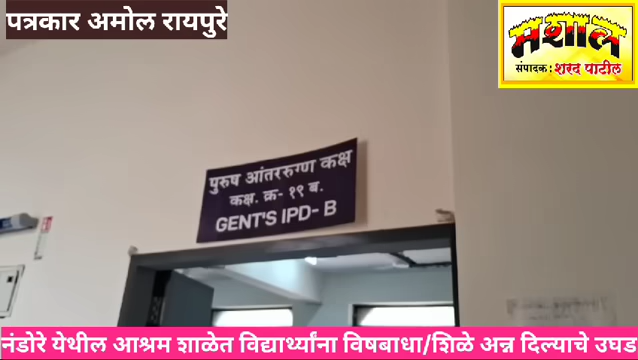 पत्रकार अमोल रायपुरे
मशाल
संपादक: शरद पाटील
पुरुष आंतररुग्ण कक्ष
कक्ष. क्र- १९ ब.
GENT'S IPD- B
नंडोरे येथील आश्रम शाळेत विद्यार्थ्यांना विषबाधा/शिळे अन्न दिल्याचे उघड